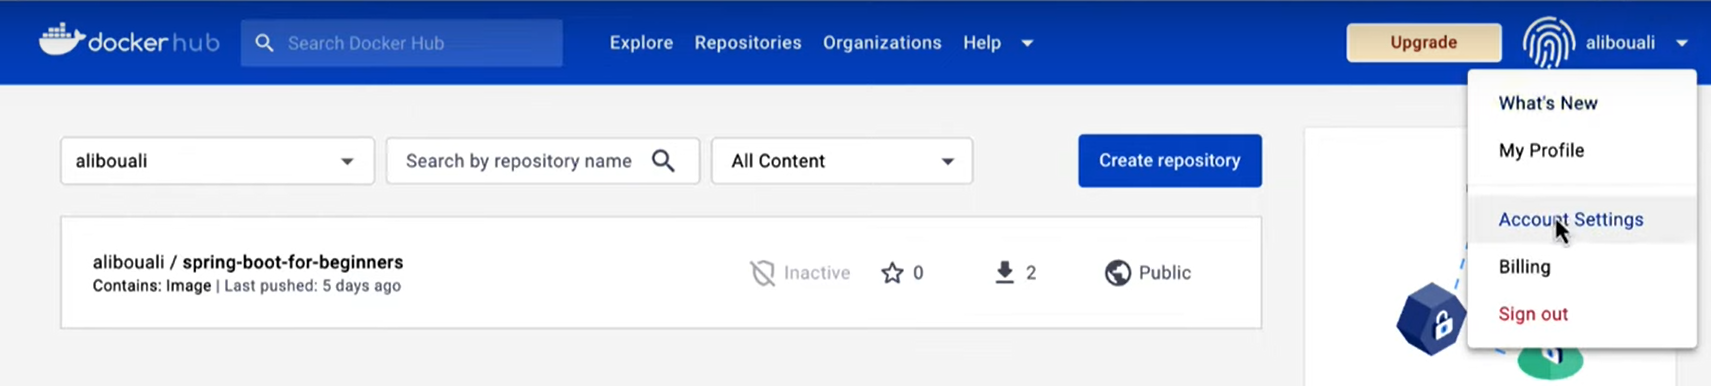 dockerhub
Search Docker Hub
Explore
Repositories
Organizations
Help
Upgrade
alibouali
What's New
My Profile
Account Settings
Billing
Sign out
alibouali
Search by repository name
All Content
Create repository
alibouali / spring-boot-for-beginners
Contains: Image | Last pushed: 5 days ago
Inactive
0
2
Public